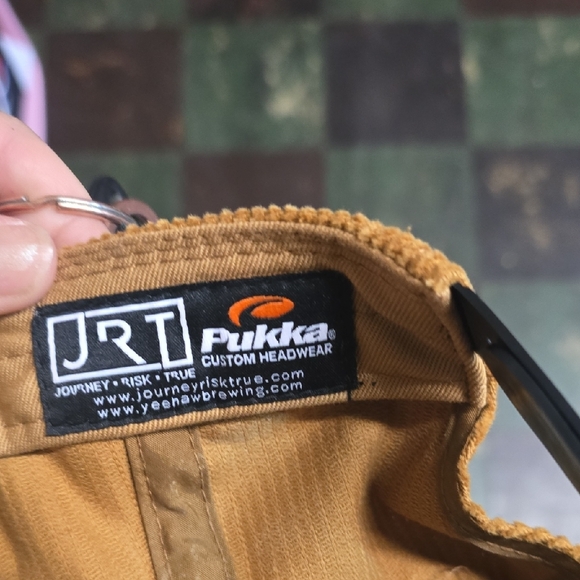 JRT
JOURNEY • RISK • TRUE
Pukka®
CUSTOM HEADWEAR
www.journeyrisktrue.com
www.yeehawbrewing.com